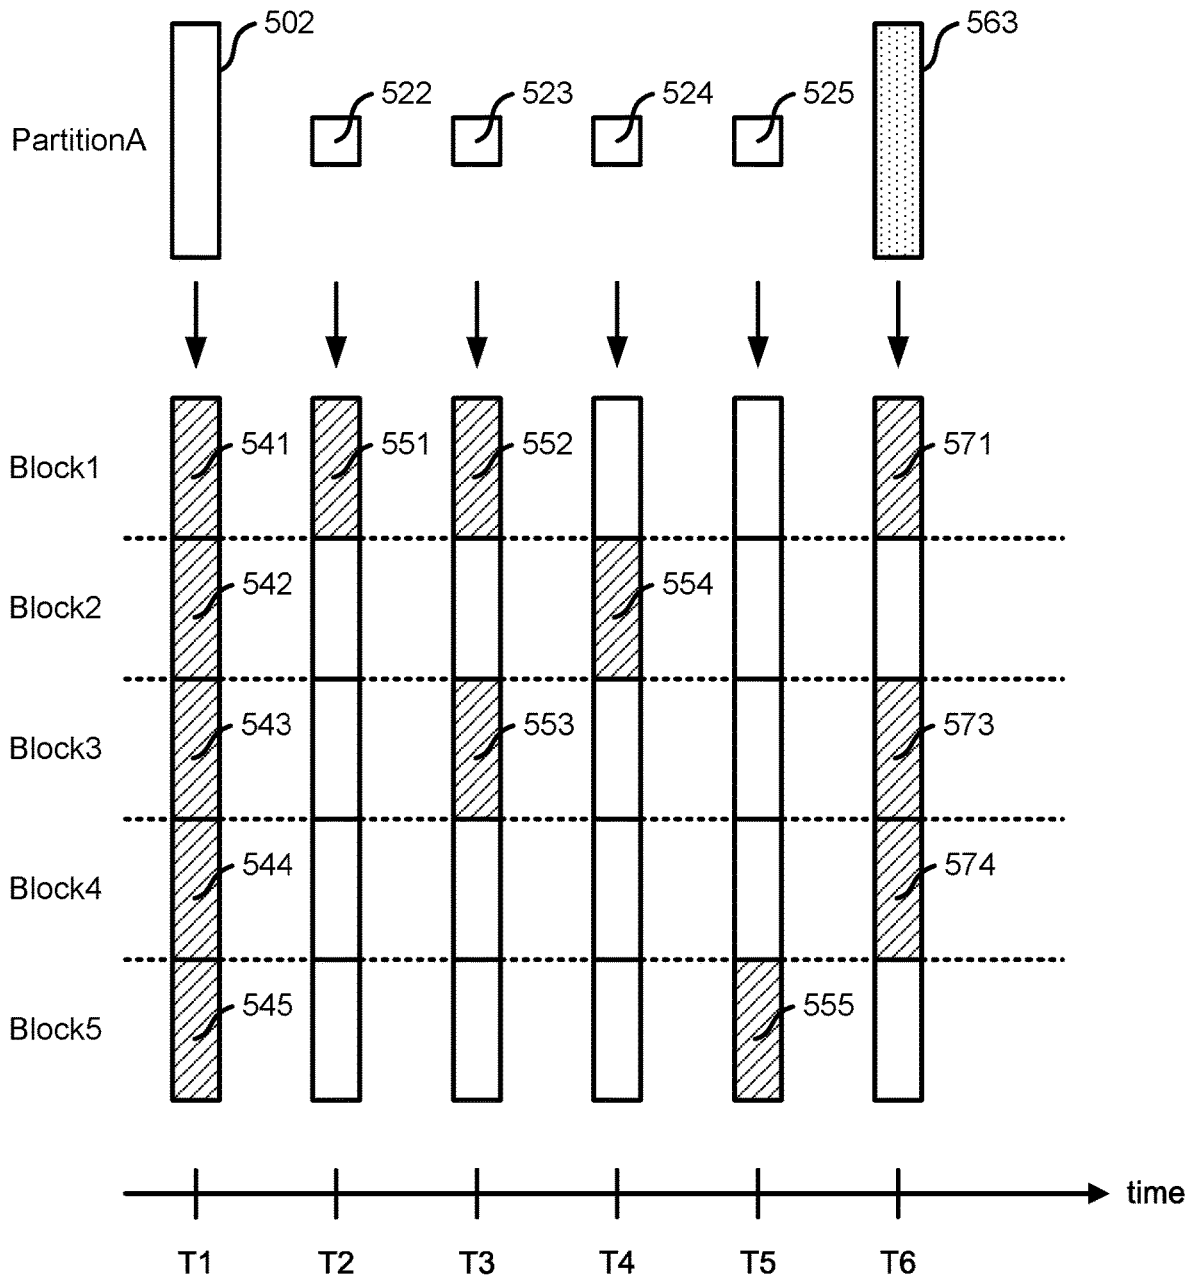 502 563
522 523 524 525
PartitionA
Block1 541 551 552 571
Block2 542 554
Block3 543 553 573
Block4 544 574
Block5 545 555
time
T1 T2 T3 T4 T5 T6